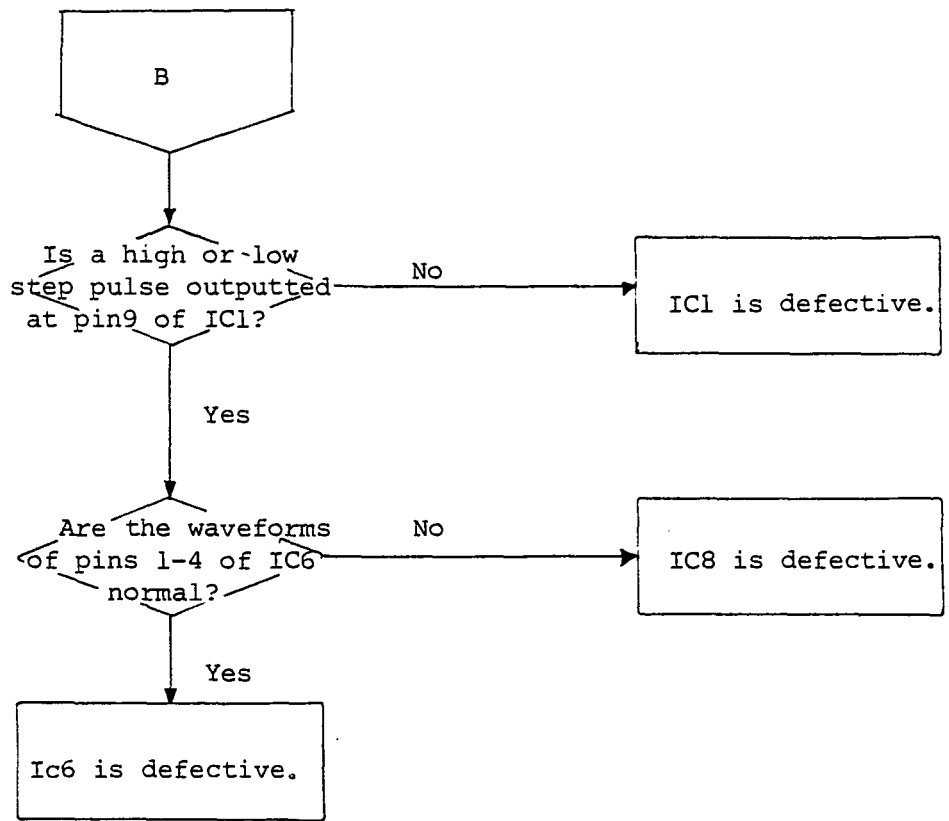 B
Is a high or low
step pulse outputted
at pin9 of IC1?
No
IC1 is defective.
Yes
Are the waveforms
of pins 1-4 of IC6
normal?
No
IC8 is defective.
Yes
Ic6 is defective.